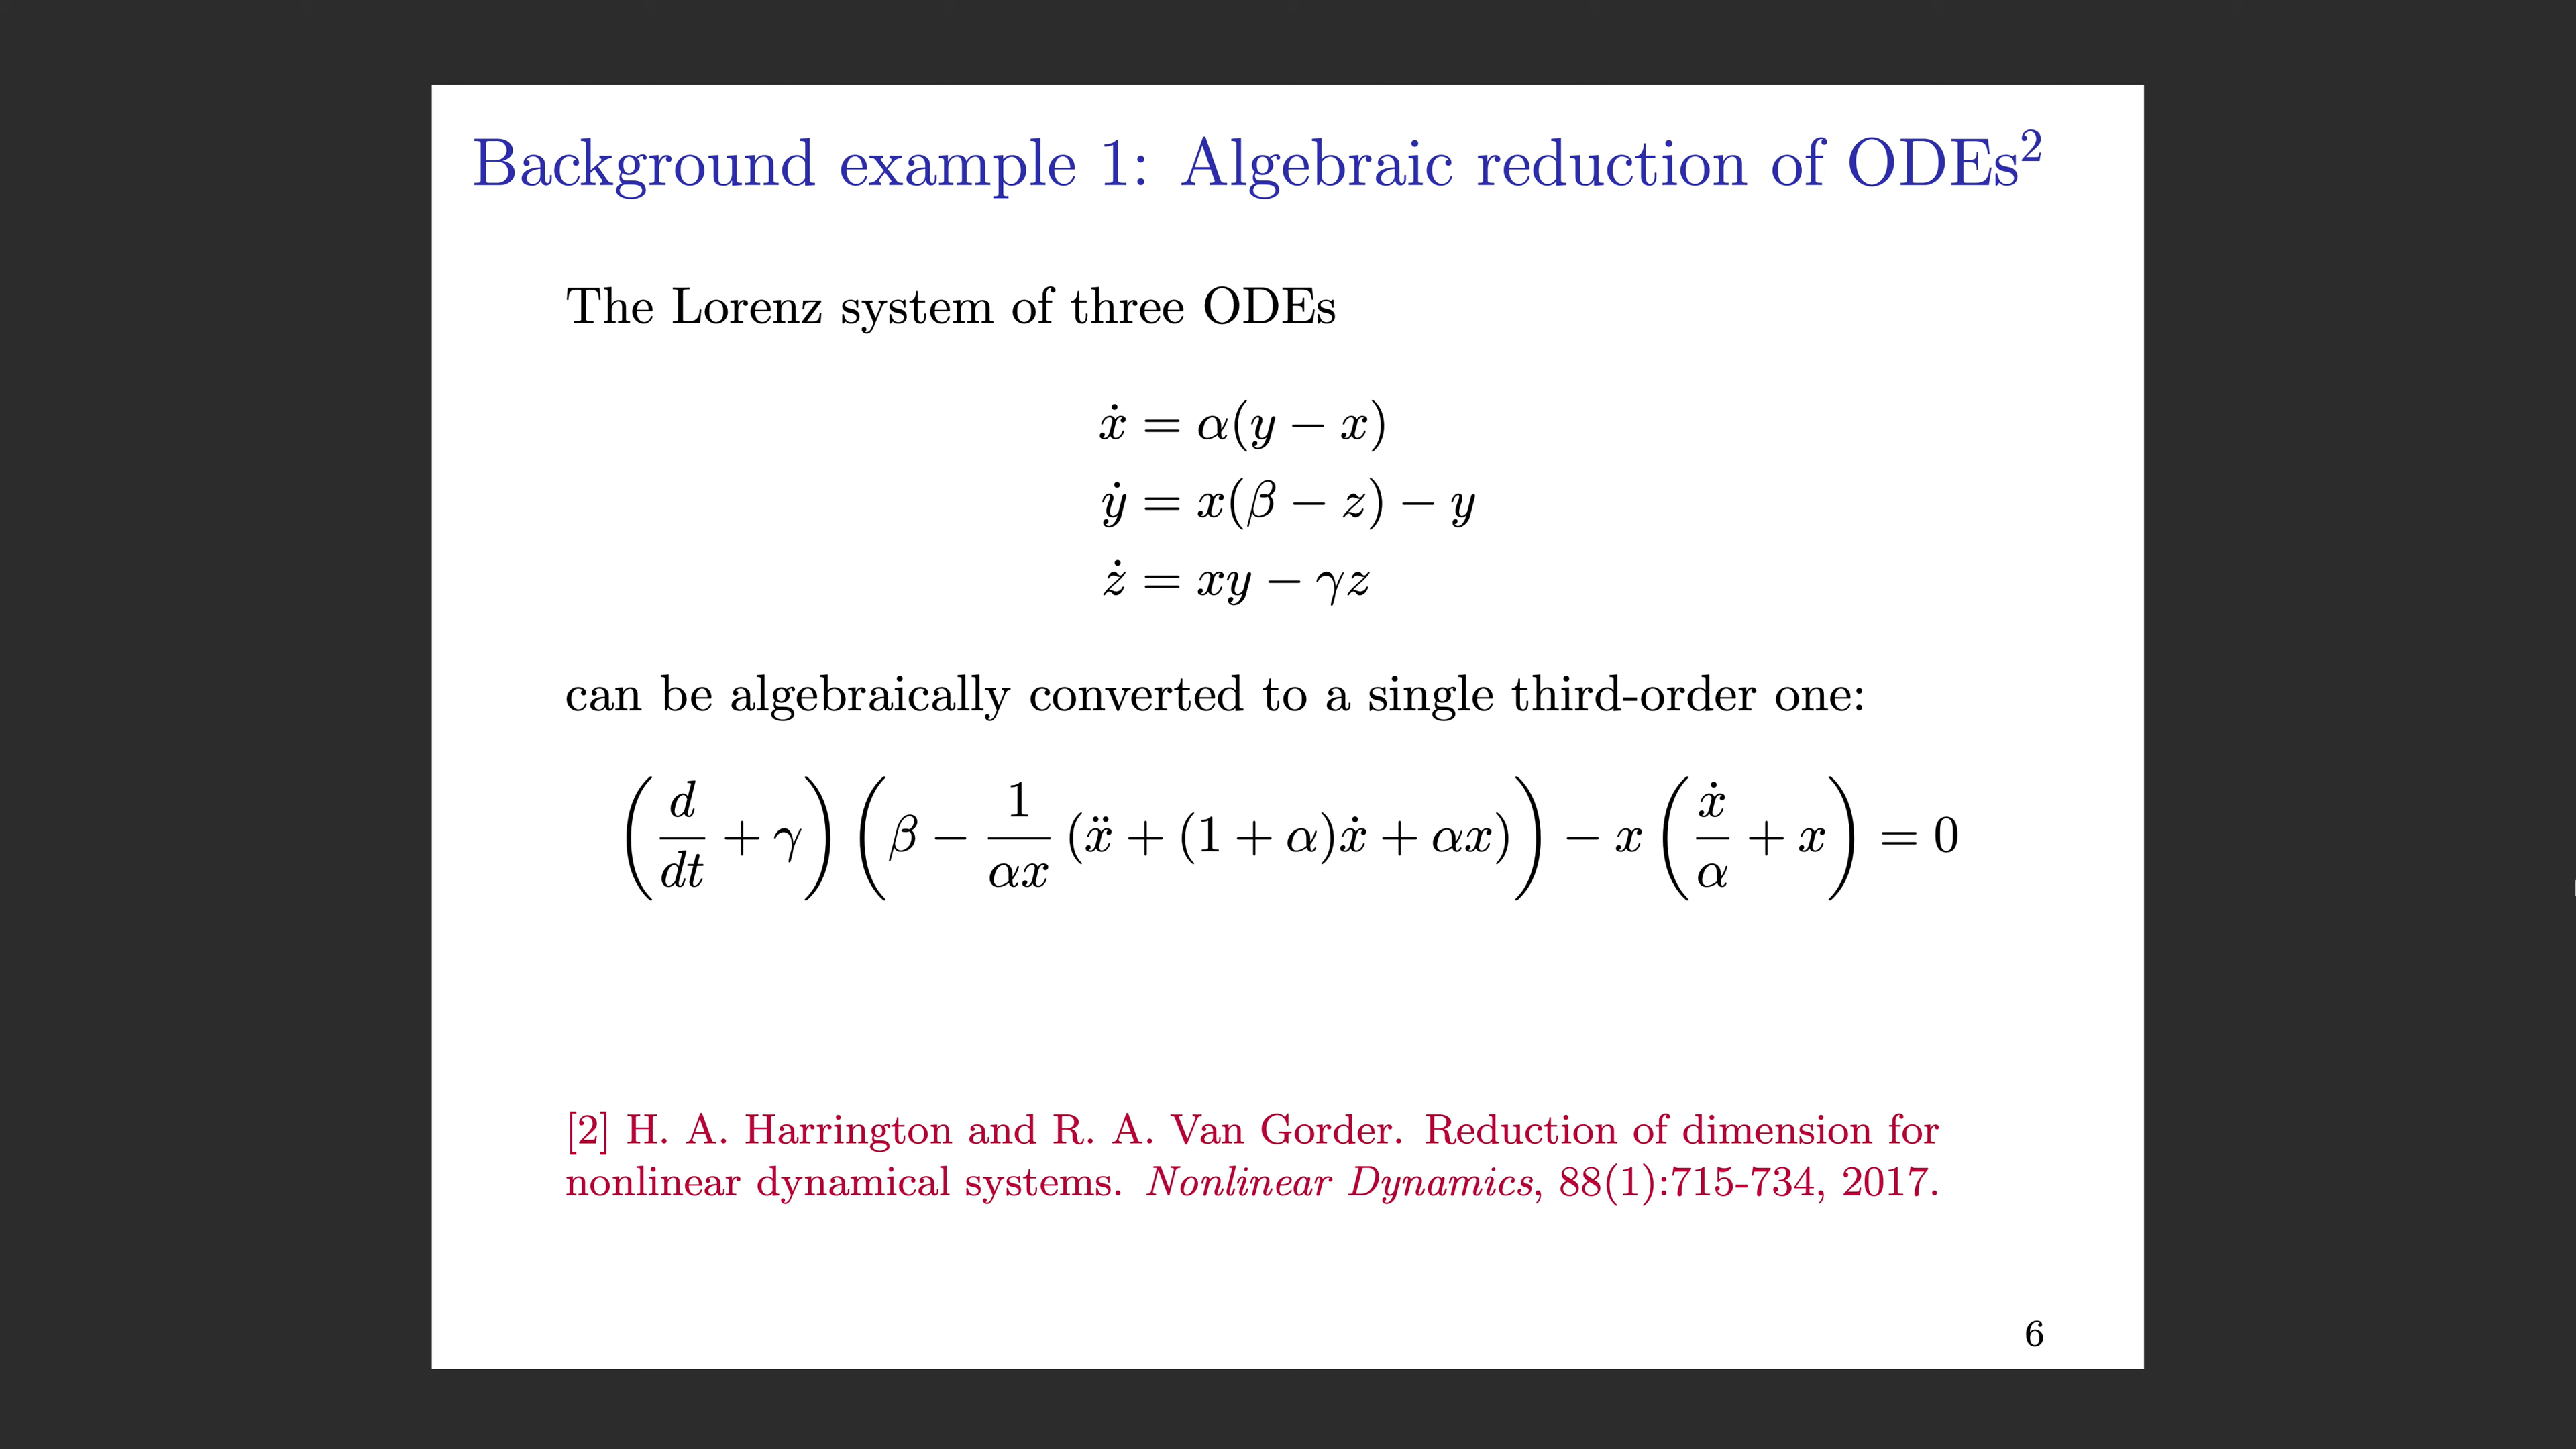 Background example 1: Algebraic reduction of ODEs²
The Lorenz system of three ODEs
ẋ = α(y − x)
ẏ = x(β − z) − y
ż = xy − γz
can be algebraically converted to a single third-order one:
(d/dt + γ) (β − 1/(αx) (ẍ + (1 + α)ẋ + αx)) − x (ẋ/α + x) = 0
[2] H. A. Harrington and R. A. Van Gorder. Reduction of dimension for
nonlinear dynamical systems. Nonlinear Dynamics, 88(1):715-734, 2017.
6